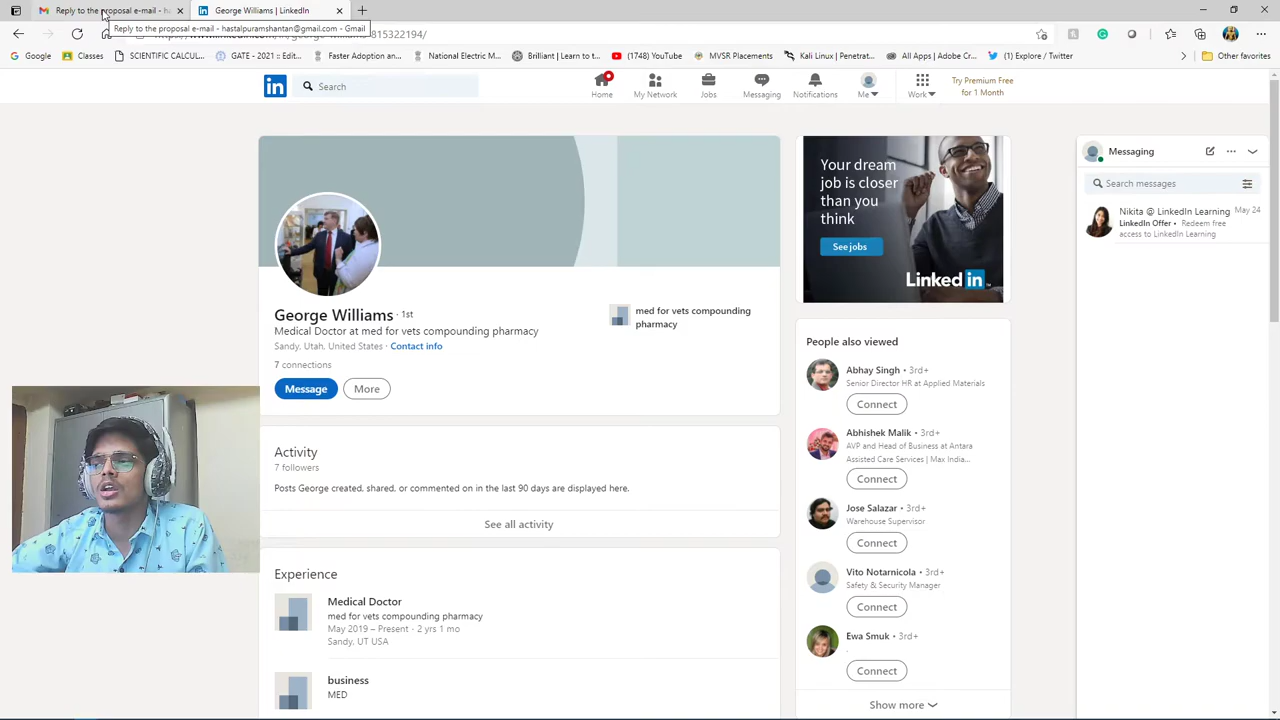 Reply to the proposal e-mail - ha
George Williams | LinkedIn
Reply to the proposal e-mail - hastalpuramshantan@gmail.com - Gmail
815322194/
Google
Classes
SCIENTIFIC CALCUL...
GATE - 2021 ::
Faster Adoption an...
National Electric M...
Brilliant | Learn to t...
(1748) YouTube
MVSR Placements
Kali Linux | Penetrat...
All Apps | Adobe Cr...
(1) Explore / Twitter
Other favorites
in
Search
Home
My Network
Jobs
Messaging
Notifications
Me
Work
Try Premium Free
for 1 Month
George Williams · 1st
Medical Doctor at med for vets compounding pharmacy
Sandy, Utah, United States · Contact info
7 connections
Message
More
med for vets compounding
pharmacy
Activity
7 followers
Posts George created, shared, or commented on in the last 90 days are displayed here.
See all activity
Experience
Medical Doctor
med for vets compounding pharmacy
May 2019 – Present · 2 yrs 1 mo
Sandy, UT USA
business
MED
Your dream
job is closer
than you
think
See jobs
Linked in
People also viewed
Abhay Singh • 3rd+
Senior Director HR at Applied Materials
Connect
Abhishek Malik • 3rd+
AVP and Head of Business at Antara
Assisted Care Services | Max India...
Connect
Jose Salazar • 3rd+
Warehouse Supervisor
Connect
Vito Notarnicola • 3rd+
Safety & Security Manager
Connect
Ewa Smuk • 3rd+
.
Connect
Show more
Messaging
Search messages
Nikita @ LinkedIn Learning
May 24
LinkedIn Offer • Redeem free
access to LinkedIn Learning